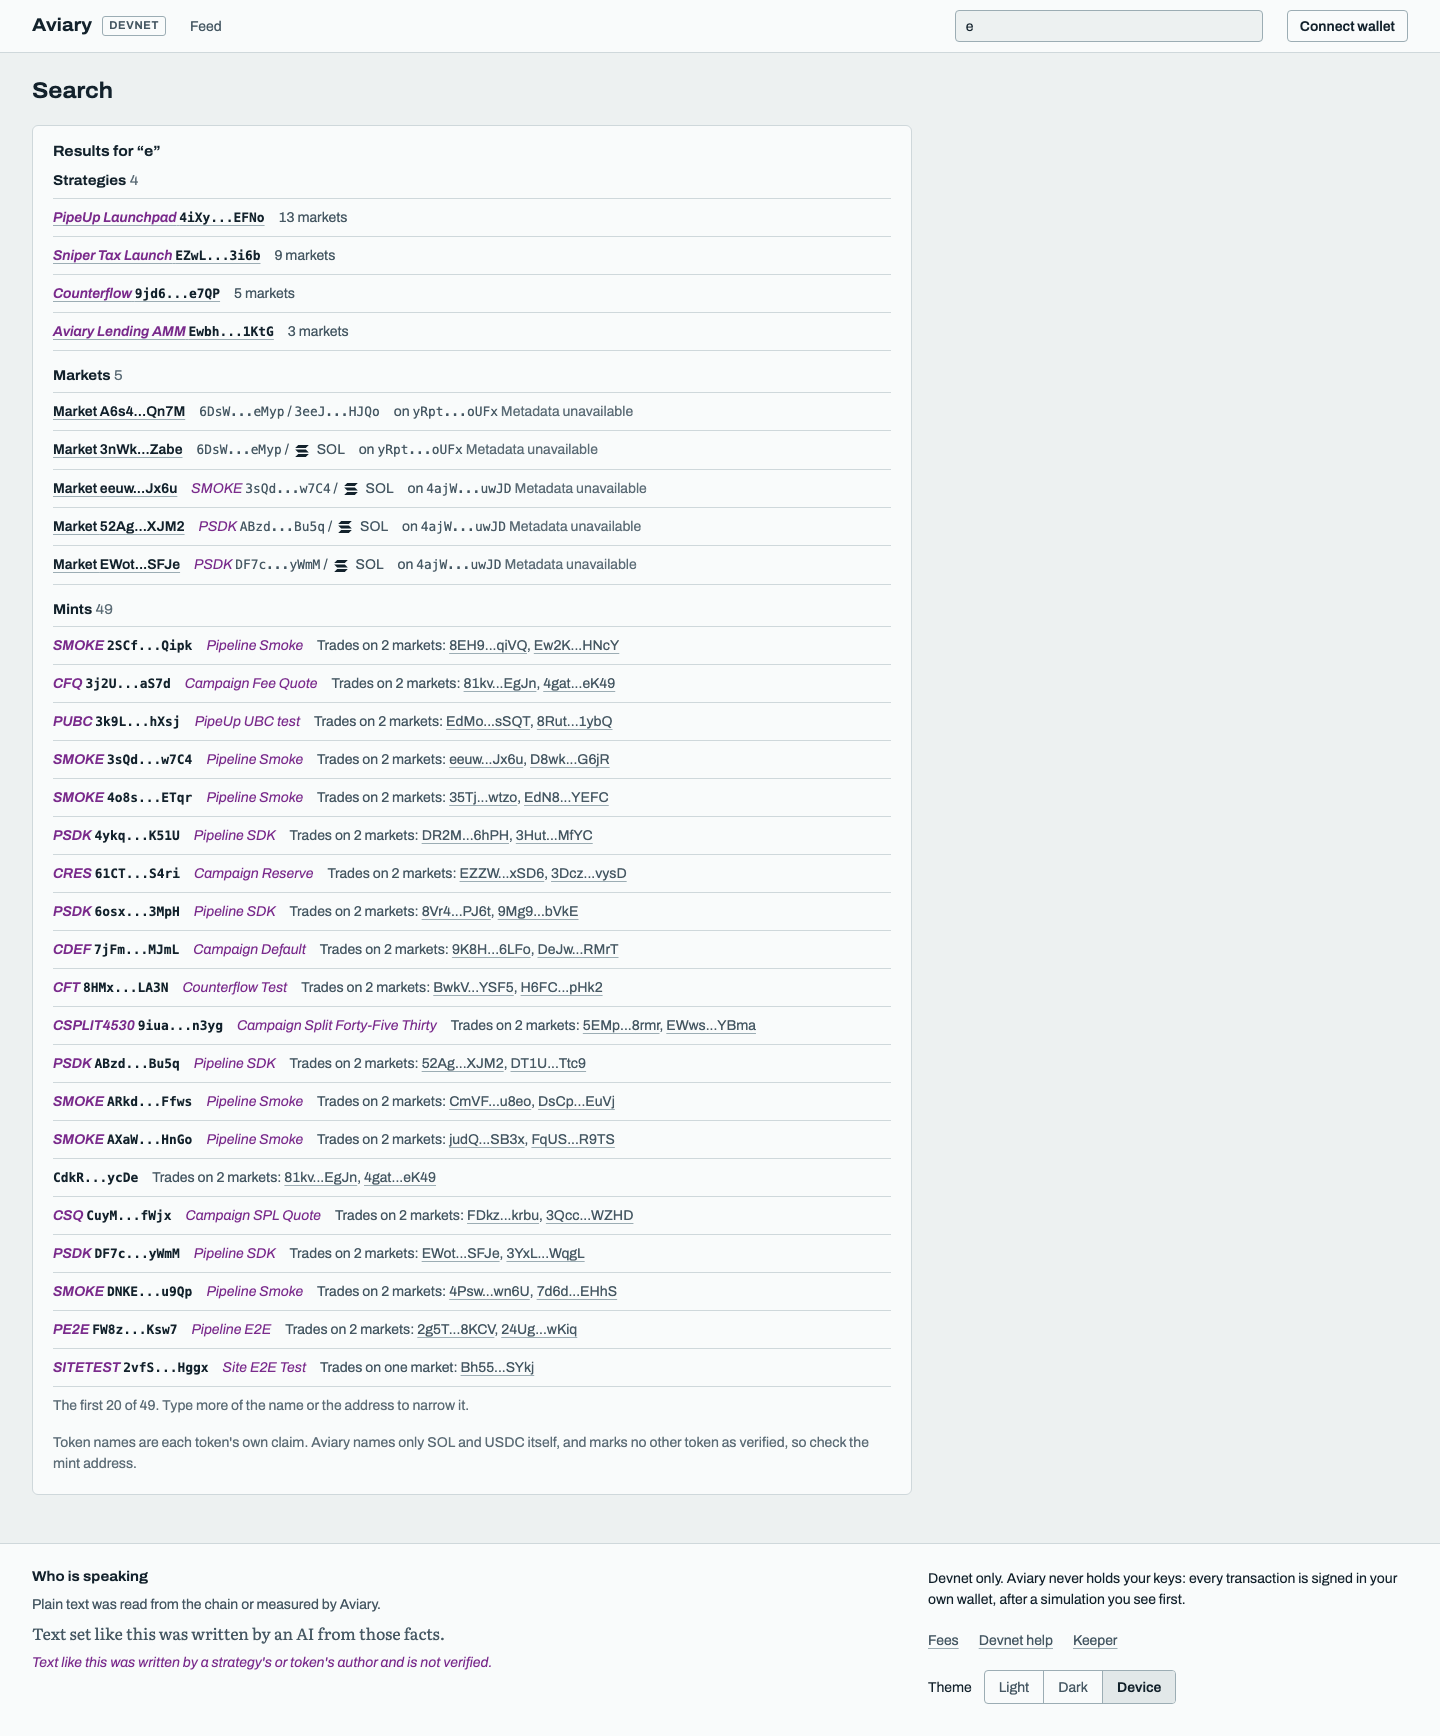 Aviary DEVNET Feed e Connect wallet
Search
Results for “e”
Strategies 4
PipeUp Launchpad 4iXy...EFNo 13 markets
Sniper Tax Launch EZwL...3i6b 9 markets
Counterflow 9jd6...e7QP 5 markets
Aviary Lending AMM Ewbh...1KtG 3 markets
Markets 5
Market A6s4...Qn7M 6DsW...eMyp / 3eeJ...HJQo on yRpt...oUFx Metadata unavailable
Market 3nWk...Zabe 6DsW...eMyp / SOL on yRpt...oUFx Metadata unavailable
Market eeuw...Jx6u SMOKE 3sQd...w7C4 / SOL on 4ajW...uwJD Metadata unavailable
Market 52Ag...XJM2 PSDK ABzd...Bu5q / SOL on 4ajW...uwJD Metadata unavailable
Market EWot...SFJe PSDK DF7c...yWmM / SOL on 4ajW...uwJD Metadata unavailable
Mints 49
SMOKE 2SCf...Qipk Pipeline Smoke Trades on 2 markets: 8EH9...qiVQ, Ew2K...HNcY
CFQ 3j2U...aS7d Campaign Fee Quote Trades on 2 markets: 81kv...EgJn, 4gat...eK49
PUBC 3k9L...hXsj PipeUp UBC test Trades on 2 markets: EdMo...sSQT, 8Rut...1ybQ
SMOKE 3sQd...w7C4 Pipeline Smoke Trades on 2 markets: eeuw...Jx6u, D8wk...G6jR
SMOKE 4o8s...ETqr Pipeline Smoke Trades on 2 markets: 35Tj...wtzo, EdN8...YEFC
PSDK 4ykq...K51U Pipeline SDK Trades on 2 markets: DR2M...6hPH, 3Hut...MfYC
CRES 61CT...S4ri Campaign Reserve Trades on 2 markets: EZZW...xSD6, 3Dcz...vysD
PSDK 6osx...3MpH Pipeline SDK Trades on 2 markets: 8Vr4...PJ6t, 9Mg9...bVkE
CDEF 7jFm...MJmL Campaign Default Trades on 2 markets: 9K8H...6LFo, DeJw...RMrT
CFT 8HMx...LA3N Counterflow Test Trades on 2 markets: BwkV...YSF5, H6FC...pHk2
CSPLIT4530 9iua...n3yg Campaign Split Forty-Five Thirty Trades on 2 markets: 5EMp...8rmr, EWws...YBma
PSDK ABzd...Bu5q Pipeline SDK Trades on 2 markets: 52Ag...XJM2, DT1U...Ttc9
SMOKE ARkd...Ffws Pipeline Smoke Trades on 2 markets: CmVF...u8eo, DsCp...EuVj
SMOKE AXaW...HnGo Pipeline Smoke Trades on 2 markets: judQ...SB3x, FqUS...R9TS
CdkR...ycDe Trades on 2 markets: 81kv...EgJn, 4gat...eK49
CSQ CuyM...fWjx Campaign SPL Quote Trades on 2 markets: FDkz...krbu, 3Qcc...WZHD
PSDK DF7c...yWmM Pipeline SDK Trades on 2 markets: EWot...SFJe, 3YxL...WqgL
SMOKE DNKE...u9Qp Pipeline Smoke Trades on 2 markets: 4Psw...wn6U, 7d6d...EHhS
PE2E FW8z...Ksw7 Pipeline E2E Trades on 2 markets: 2g5T...8KCV, 24Ug...wKiq
SITETEST 2vfS...Hggx Site E2E Test Trades on one market: Bh55...SYkj
The first 20 of 49. Type more of the name or the address to narrow it.
Token names are each token's own claim. Aviary names only SOL and USDC itself, and marks no other token as verified, so check the
mint address.
Who is speaking
Plain text was read from the chain or measured by Aviary.
Text set like this was written by an AI from those facts.
Text like this was written by a strategy's or token's author and is not verified.
Devnet only. Aviary never holds your keys: every transaction is signed in your
own wallet, after a simulation you see first.
Fees Devnet help Keeper
Theme Light Dark Device